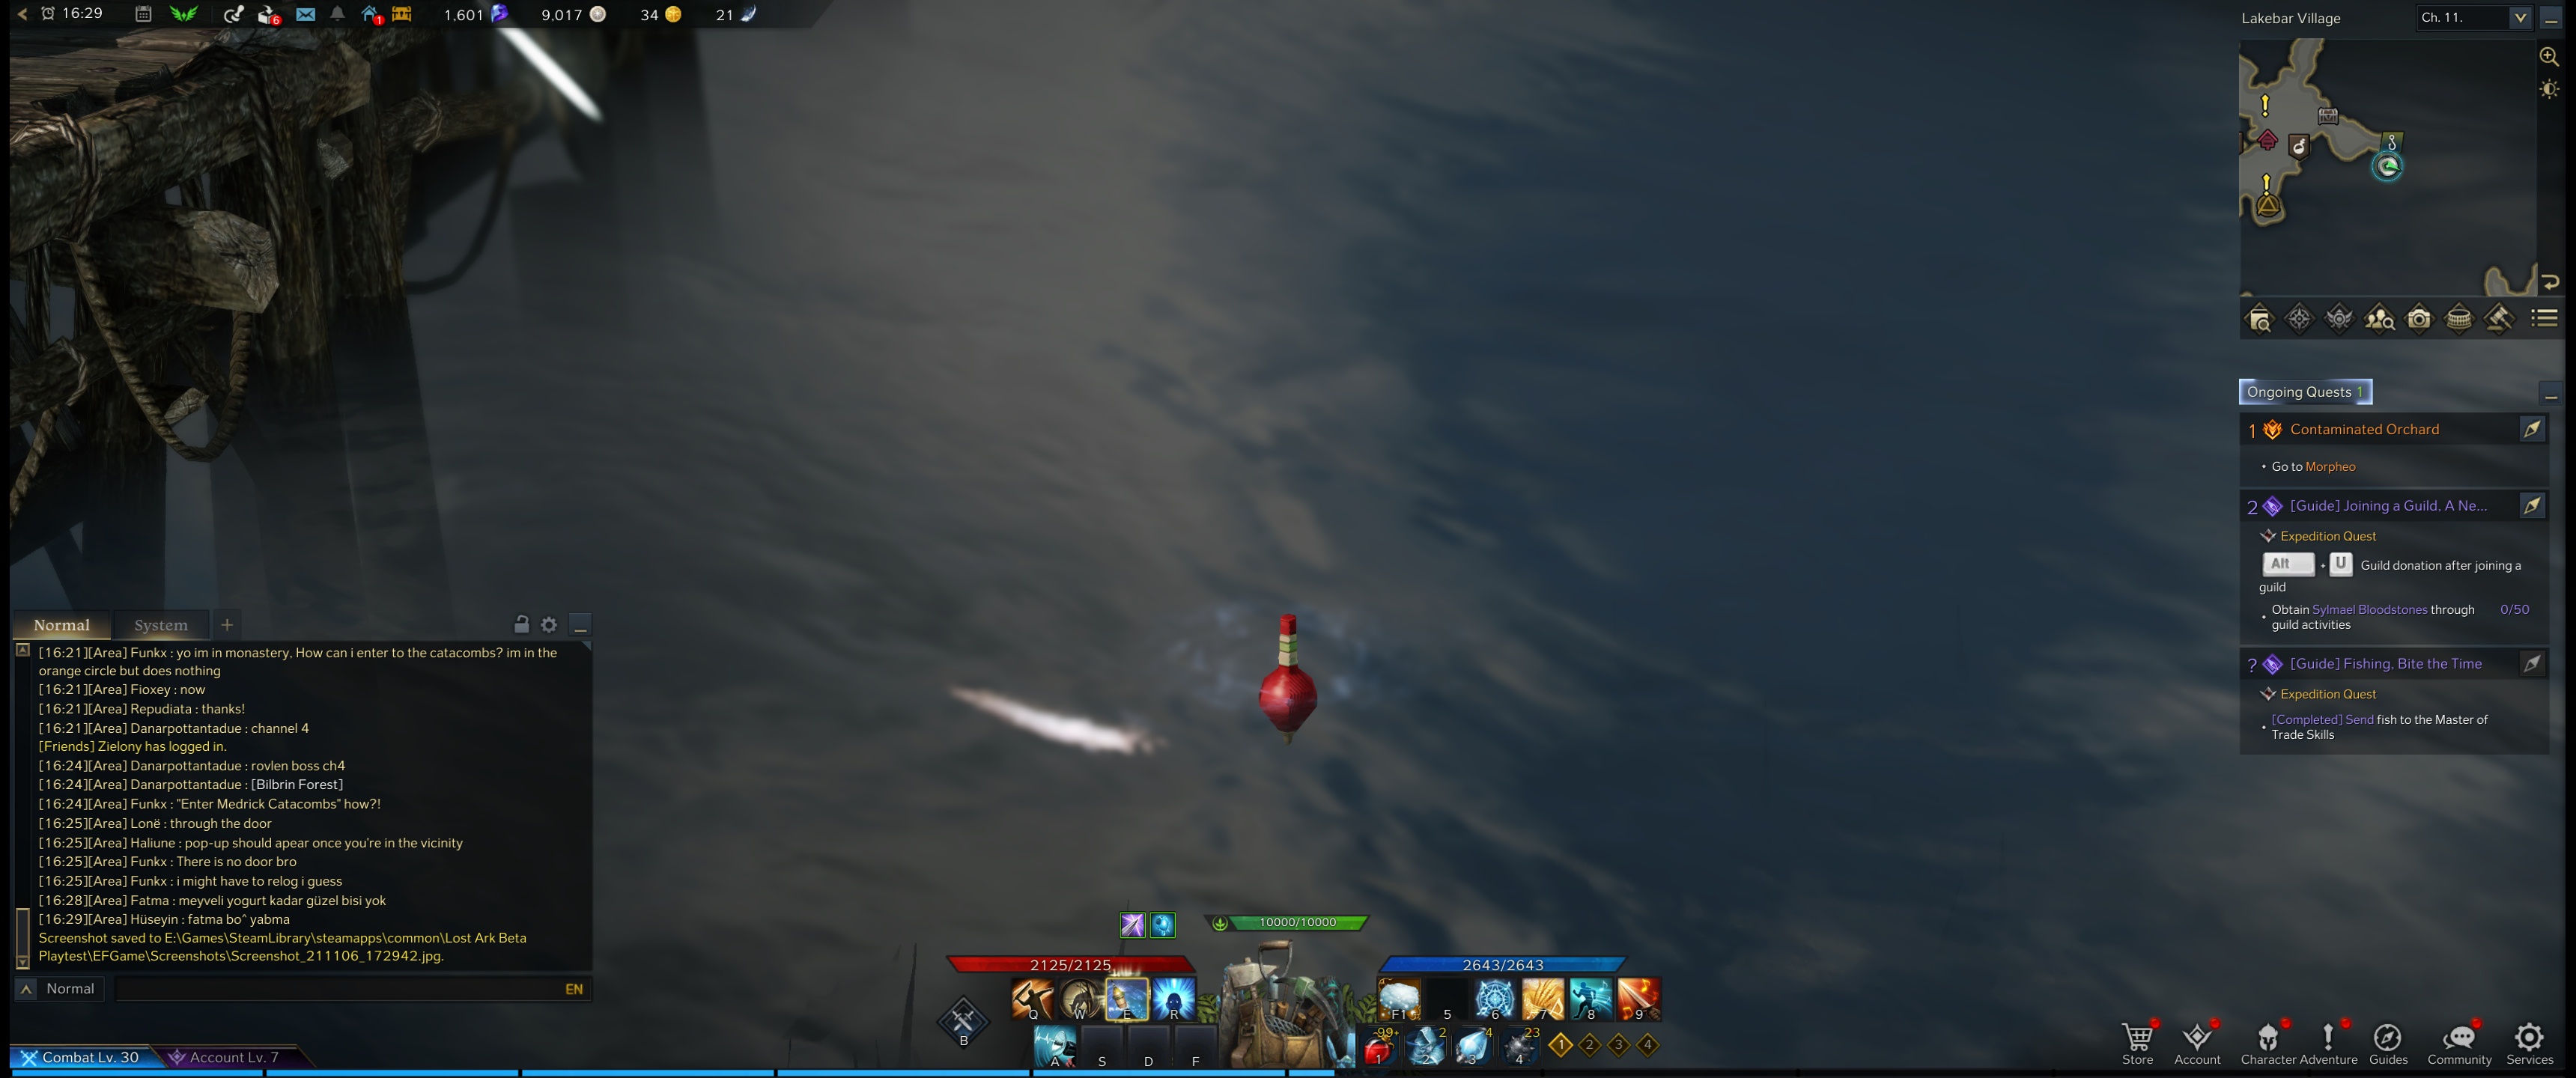 16:29
6
1
1,601
9,017
34
21
Lakebar Village
Ch. 11.
Ongoing Quests 1
1 Contaminated Orchard
• Go to Morpheo
2 [Guide] Joining a Guild, A Ne...
Expedition Quest
Alt + U Guild donation after joining a
guild
• Obtain Sylmael Bloodstones through 0/50
guild activities
? [Guide] Fishing, Bite the Time
Expedition Quest
• [Completed] Send fish to the Master of
Trade Skills
Normal
System
+
[16:21][Area] Funkx : yo im in monastery, How can i enter to the catacombs? im in the
orange circle but does nothing
[16:21][Area] Fioxey : now
[16:21][Area] Repudiata : thanks!
[16:21][Area] Danarpottantadue : channel 4
[Friends] Zielony has logged in.
[16:24][Area] Danarpottantadue : rovlen boss ch4
[16:24][Area] Danarpottantadue : [Bilbrin Forest]
[16:24][Area] Funkx : "Enter Medrick Catacombs" how?!
[16:25][Area] Lonë : through the door
[16:25][Area] Haliune : pop-up should apear once you're in the vicinity
[16:25][Area] Funkx : There is no door bro
[16:25][Area] Funkx : i might have to relog i guess
[16:28][Area] Fatma : meyveli yogurt kadar güzel bisi yok
[16:29][Area] Hüseyin : fatma bo^ yabma
Screenshot saved to E:\Games\SteamLibrary\steamapps\common\Lost Ark Beta
Playtest\EFGame\Screenshots\Screenshot_211106_172942.jpg.
Normal
EN
10000/10000
2125/2125
2643/2643
Q W E R
F1 5 6 7 8 9
B
A S D F
99+ 2 4 23
1 2 3 4
1 2 3 4
Combat Lv. 30
Account Lv. 7
Store
Account
Character
Adventure
Guides
Community
Services